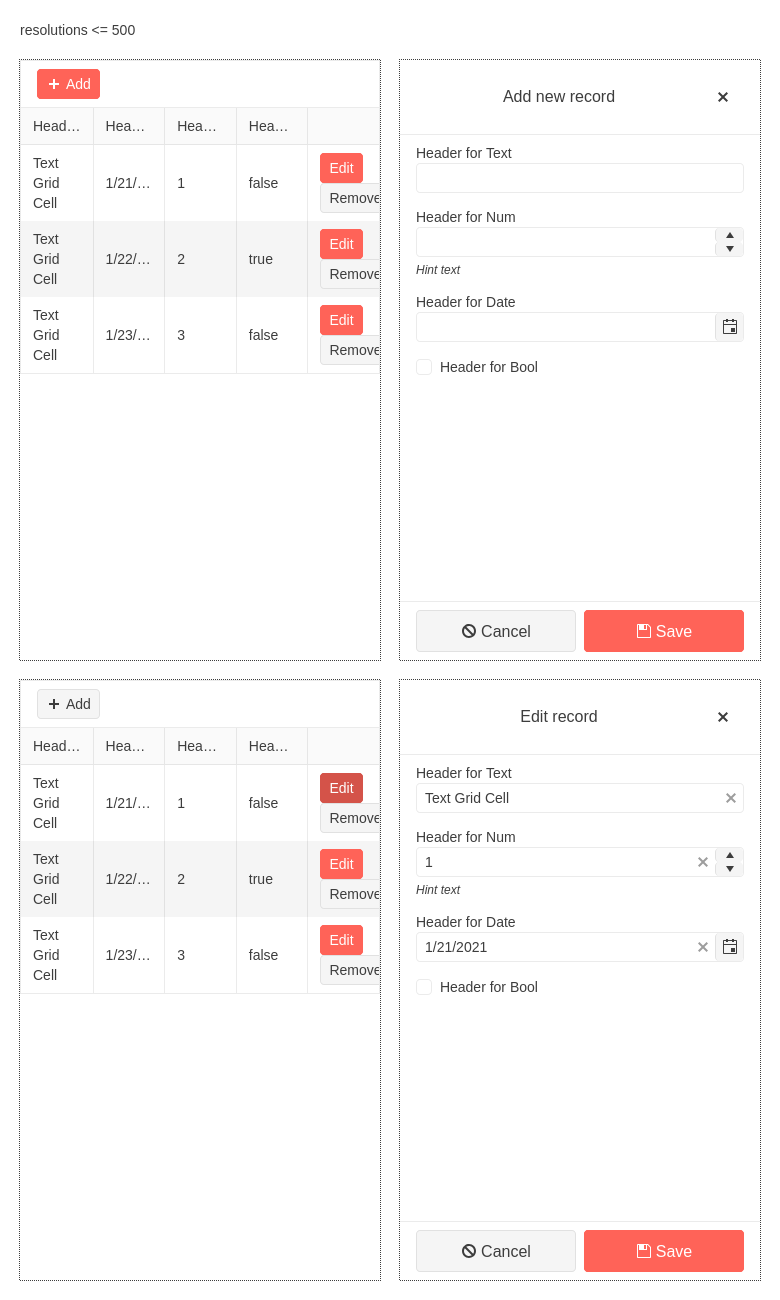 resolutions <= 500
Add
Head… Hea… Hea… Hea…
Text Grid Cell 1/21/… 1 false Edit Remove
Text Grid Cell 1/22/… 2 true Edit Remove
Text Grid Cell 1/23/… 3 false Edit Remove
Add new record
Header for Text
Header for Num
Hint text
Header for Date
Header for Bool
Cancel Save
Add
Head… Hea… Hea… Hea…
Text Grid Cell 1/21/… 1 false Edit Remove
Text Grid Cell 1/22/… 2 true Edit Remove
Text Grid Cell 1/23/… 3 false Edit Remove
Edit record
Header for Text
Text Grid Cell
Header for Num
1
Hint text
Header for Date
1/21/2021
Header for Bool
Cancel Save